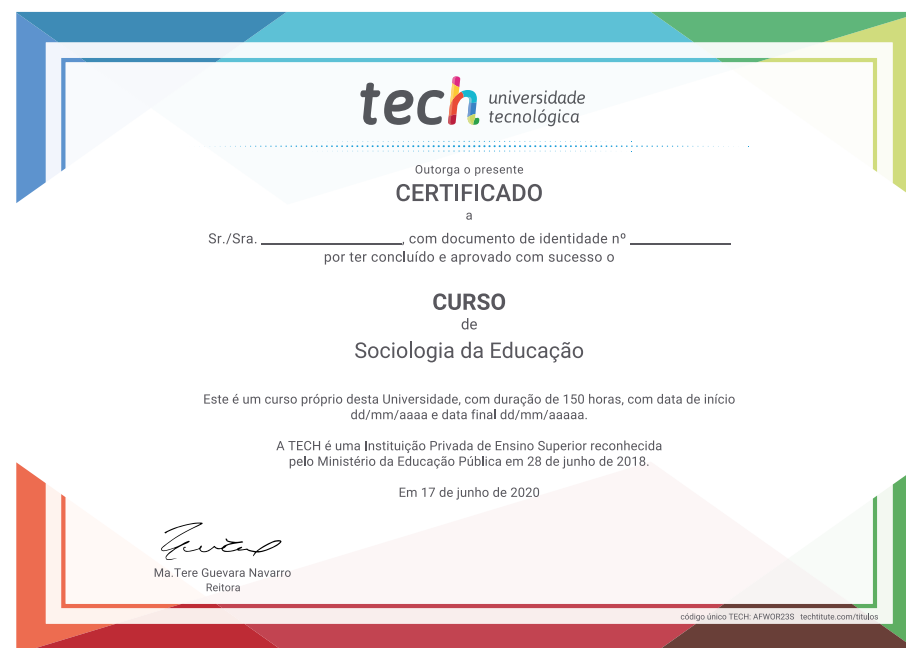 tech universidade
tecnológica
Outorga o presente
CERTIFICADO
a
Sr./Sra. ____________, com documento de identidade nº ____________
por ter concluído e aprovado com sucesso o
CURSO
de
Sociologia da Educação
Este é um curso próprio desta Universidade, com duração de 150 horas, com data de início
dd/mm/aaaa e data final dd/mm/aaaaa.
A TECH é uma Instituição Privada de Ensino Superior reconhecida
pelo Ministério da Educação Pública em 28 de junho de 2018.
Em 17 de junho de 2020
Ma.Tere Guevara Navarro
Reitora
código único TECH: AFWOR23S techtitute.com/titulos